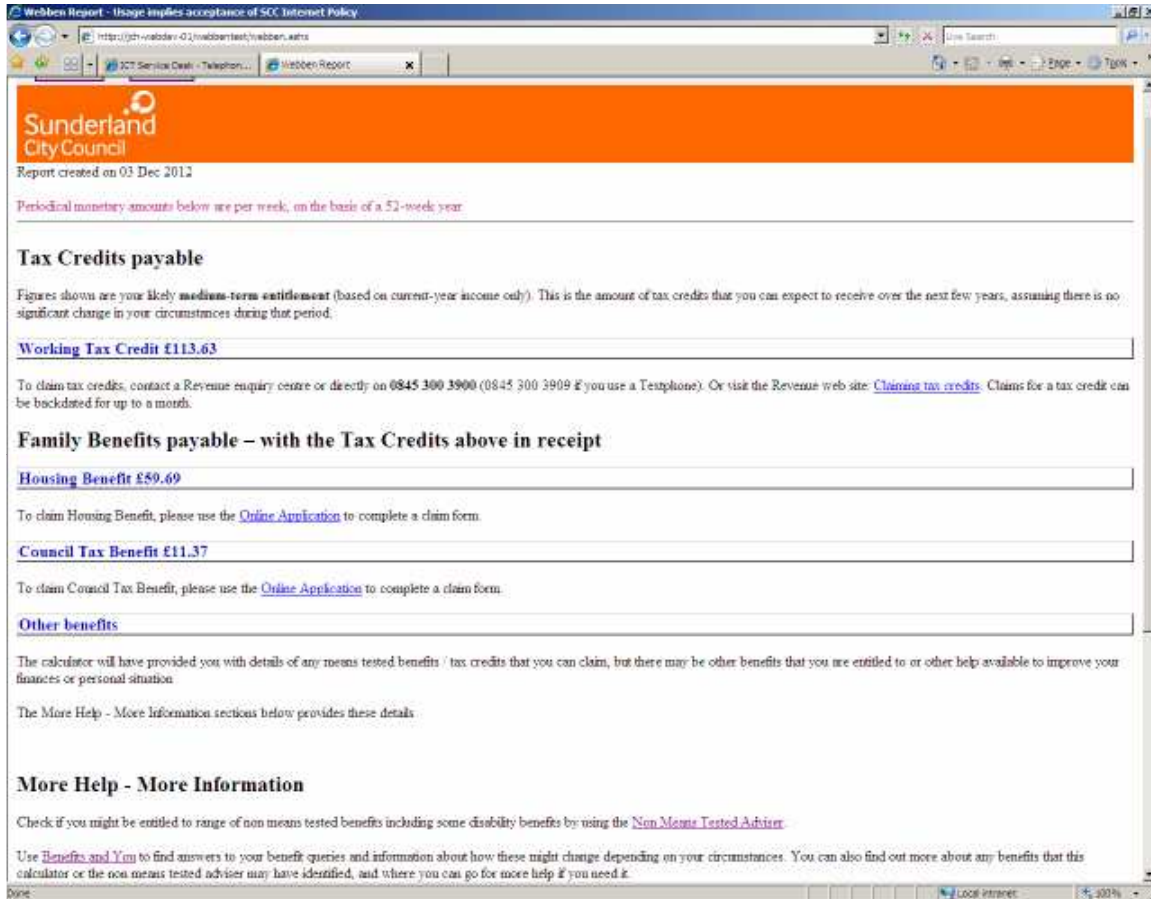 Webben Report - Usage implies acceptance of SCC Internet Policy
Live Search
ICT Service Desk - Telephon...
Webben Report
Page
Tools
Sunderland
City Council
Report created on 03 Dec 2012
Periodical monetary amounts below are per week, on the basis of a 52-week year
Tax Credits payable
Figures shown are your likely medium-term entitlement (based on current-year income only). This is the amount of tax credits that you can expect to receive over the next few years, assuming there is no
significant change in your circumstances during that period.
Working Tax Credit £113.63
To claim tax credits, contact a Revenue enquiry centre or directly on 0845 300 3900 (0845 300 3909 if you use a Textphone). Or visit the Revenue web site: Claiming tax credits. Claims for a tax credit can
be backdated for up to a month.
Family Benefits payable – with the Tax Credits above in receipt
Housing Benefit £59.69
To claim Housing Benefit, please use the Online Application to complete a claim form.
Council Tax Benefit £11.37
To claim Council Tax Benefit, please use the Online Application to complete a claim form.
Other benefits
The calculator will have provided you with details of any means tested benefits / tax credits that you can claim, but there may be other benefits that you are entitled to or other help available to improve your
finances or personal situation
The More Help - More Information sections below provides these details
More Help - More Information
Check if you might be entitled to range of non means tested benefits including some disability benefits by using the Non Means Tested Adviser.
Use Benefits and You to find answers to your benefit queries and information about how these might change depending on your circumstances. You can also find out more about any benefits that this
calculator or the non means tested adviser may have identified, and where you can go for more help if you need it.
Done
Local intranet
100%